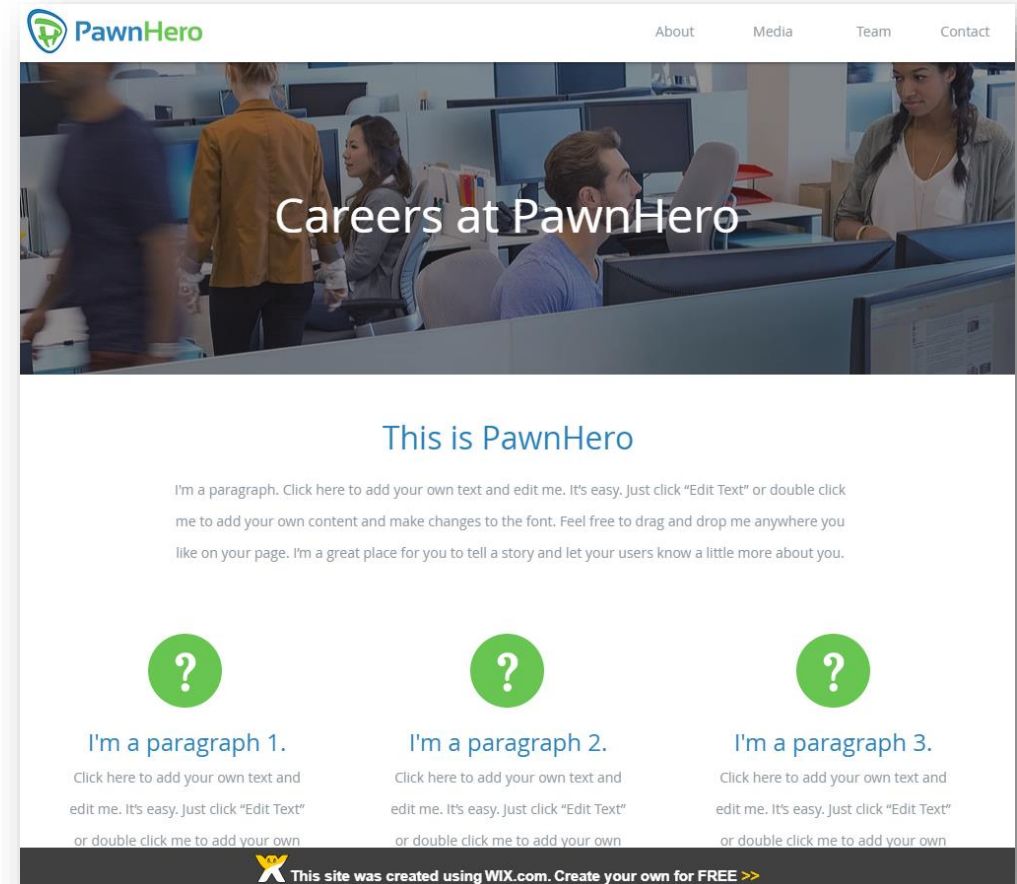 PawnHero
About Media Team Contact
Careers at PawnHero
This is PawnHero
I'm a paragraph. Click here to add your own text and edit me. It's easy. Just click “Edit Text” or double click
me to add your own content and make changes to the font. Feel free to drag and drop me anywhere you
like on your page. I'm a great place for you to tell a story and let your users know a little more about you.
? ? ?
I'm a paragraph 1.
Click here to add your own text and
edit me. It's easy. Just click “Edit Text”
or double click me to add your own
I'm a paragraph 2.
Click here to add your own text and
edit me. It's easy. Just click “Edit Text”
or double click me to add your own
I'm a paragraph 3.
Click here to add your own text and
edit me. It's easy. Just click “Edit Text”
or double click me to add your own
This site was created using WIX.com. Create your own for FREE >>